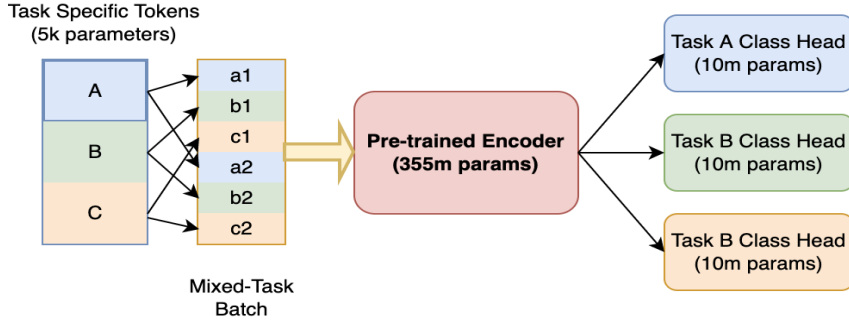 Task Specific Tokens
(5k parameters)
A
B
C
a1
b1
c1
a2
b2
c2
Mixed-Task
Batch
Pre-trained Encoder
(355m params)
Task A Class Head
(10m params)
Task B Class Head
(10m params)
Task B Class Head
(10m params)